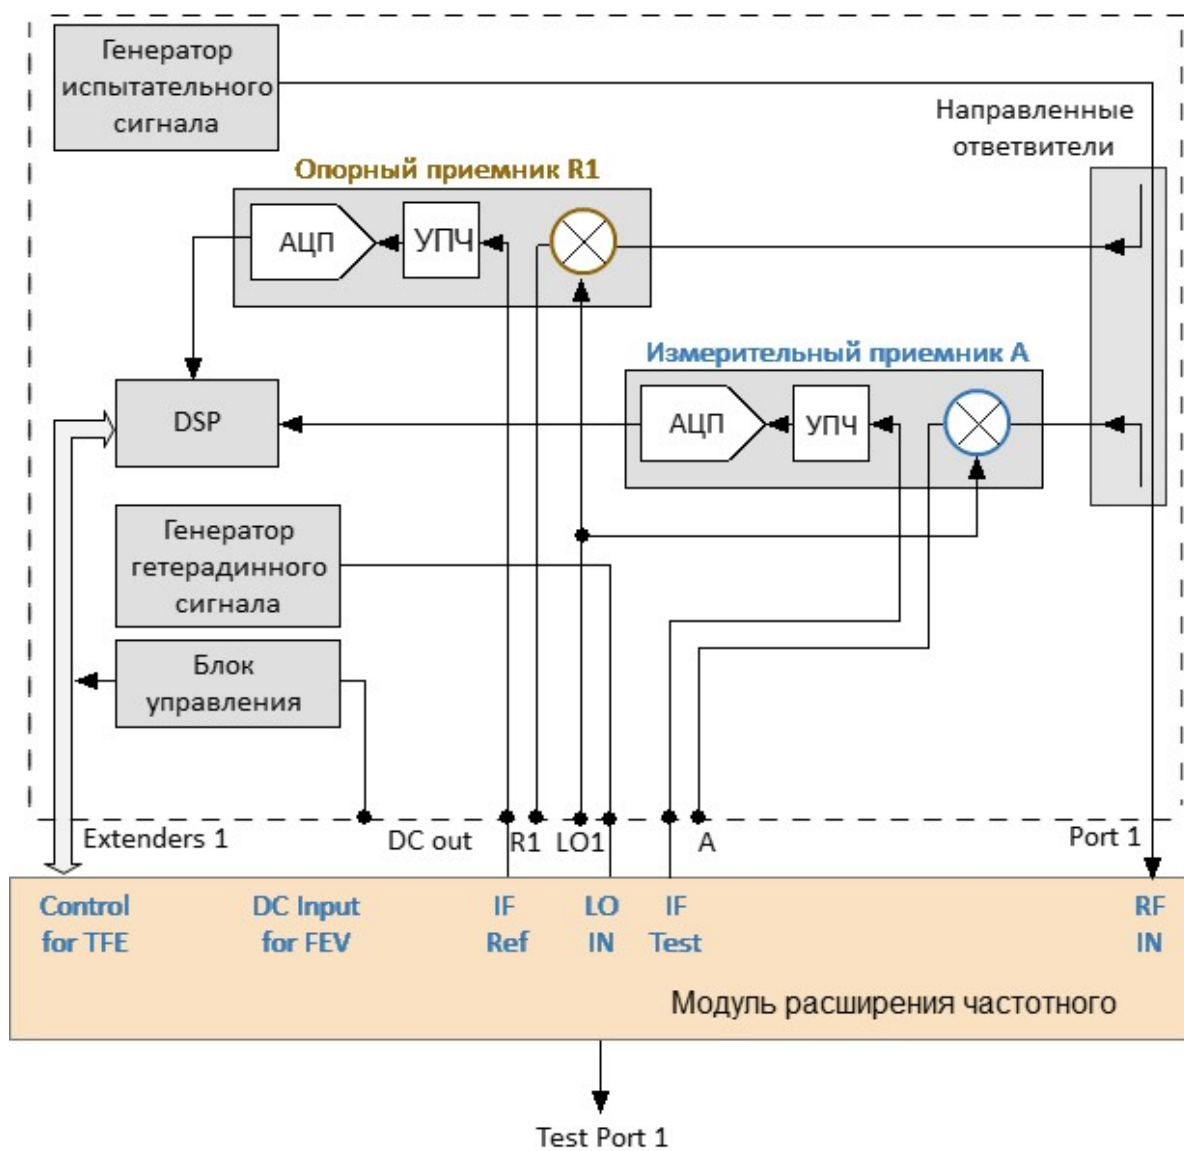 Генератор
испытательного
сигнала
Направленные
ответвители
Опорный приемник R1
АЦП
УПЧ
Измерительный приемник A
DSP
АЦП
УПЧ
Генератор
гетерадинного
сигнала
Блок
управления
Extenders 1
DC out
R1
LO1
A
Port 1
Control
for TFE
DC Input
for FEV
IF
Ref
LO
IN
IF
Test
RF
IN
Модуль расширения частотного
Test Port 1